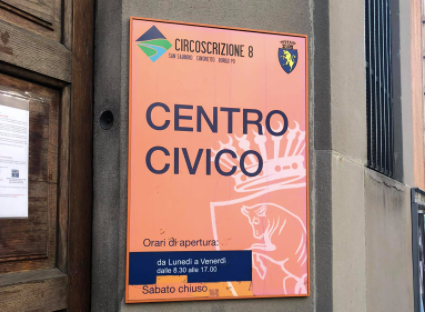 CIRCOSCRIZIONE 8
SAN SALVARIO CAVORETTO BORGO PO
CENTRO
CIVICO
Orari di apertura:
da Lunedì a Venerdì
dalle 8.30 alle 17.00
Sabato chiuso